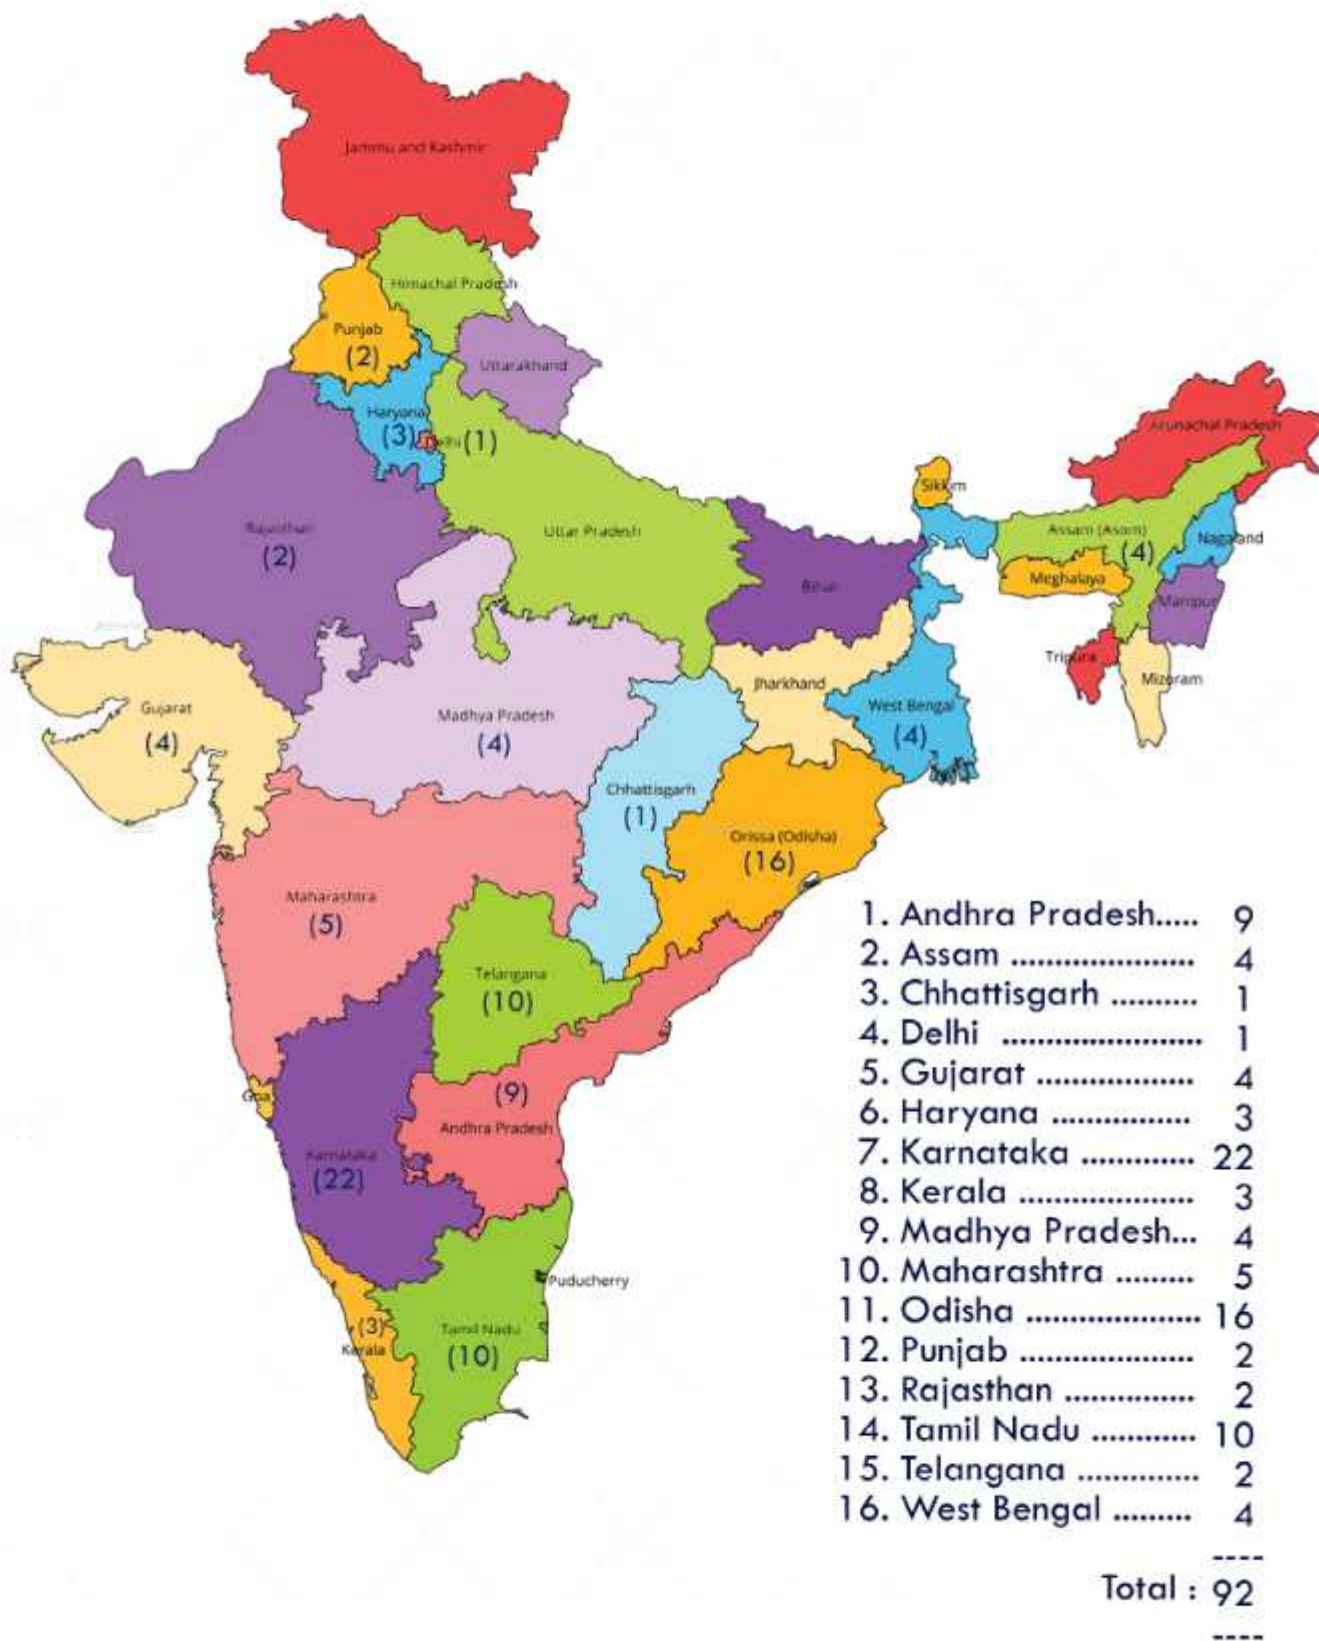 Jammu and Kashmir
Himachal Pradesh
Punjab
(2)
Uttarakhand
Haryana
(3)
Delhi (1)
Arunachal Pradesh
Sikkim
Rajasthan
(2)
Uttar Pradesh
Assam (Asom)
(4)
Nagaland
Bihar
Meghalaya
Manipur
Tripura
Mizoram
Jharkhand
Gujarat
(4)
Madhya Pradesh
(4)
West Bengal
(4)
Chhattisgarh
(1)
Orissa (Odisha)
(16)
Maharashtra
(5)
Telangana
(10)
Goa
(9)
Andhra Pradesh
Karnataka
(22)
Puducherry
(3)
Kerala
Tamil Nadu
(10)
1. Andhra Pradesh..... 9
2. Assam ..................... 4
3. Chhattisgarh .......... 1
4. Delhi ....................... 1
5. Gujarat .................. 4
6. Haryana ................ 3
7. Karnataka ............. 22
8. Kerala .................... 3
9. Madhya Pradesh... 4
10. Maharashtra ......... 5
11. Odisha .................... 16
12. Punjab .................... 2
13. Rajasthan ............... 2
14. Tamil Nadu ............ 10
15. Telangana .............. 2
16. West Bengal ......... 4
----
Total : 92
----